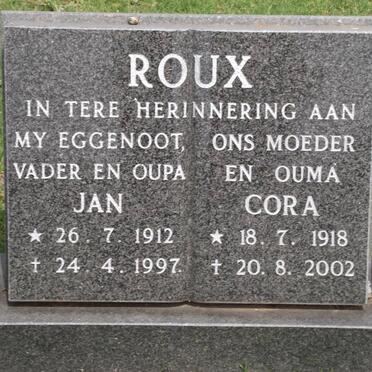 ROUX
IN TERE HERINNERING AAN
MY EGGENOOT, ONS MOEDER
VADER EN OUPA EN OUMA
JAN CORA
★ 26. 7. 1912 ★ 18. 7. 1918
† 24. 4. 1997 † 20. 8. 2002